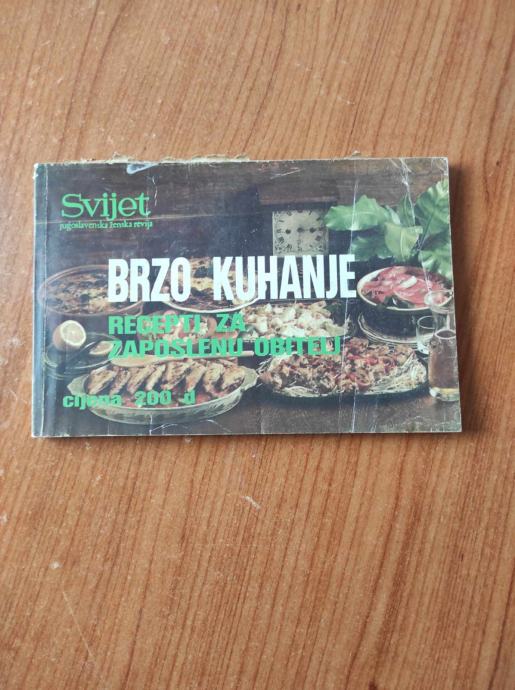 Svijet
jugoslavenska ženska revija
BRZO KUHANJE
RECEPTI ZA
ZAPOSLENU OBITELJ
cijena 200 d